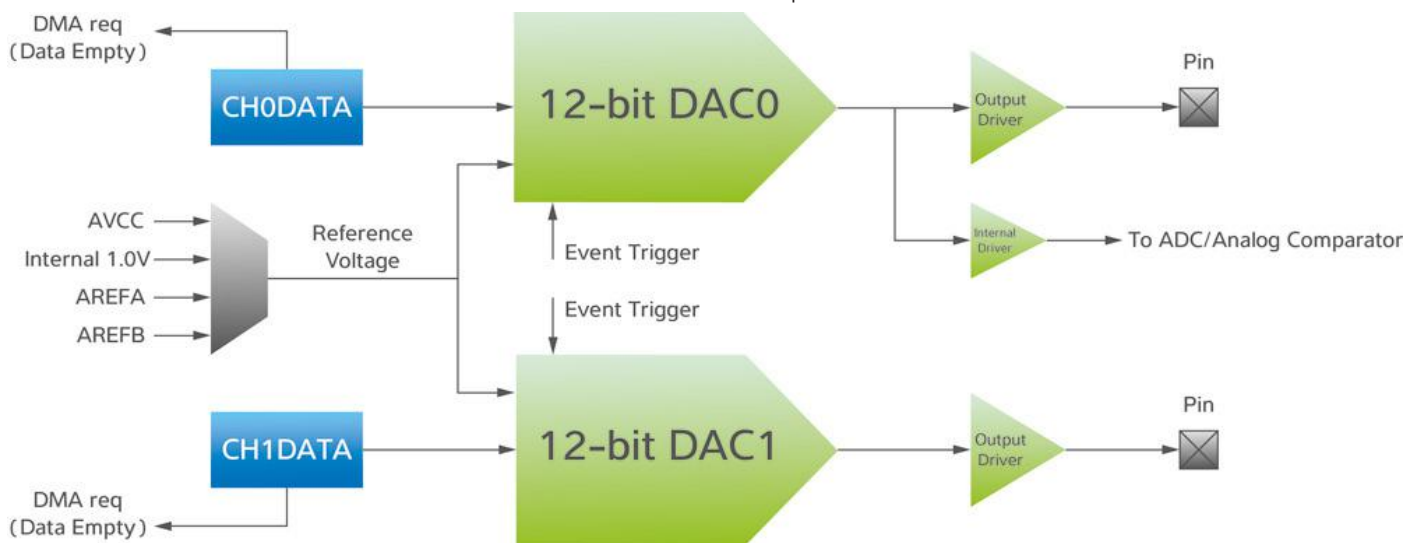 DMA req
(Data Empty)
CH0DATA
12-bit DAC0
Output
Driver
Pin
AVCC
Internal 1.0V
AREFA
AREFB
Reference
Voltage
Event Trigger
Internal
Driver
To ADC/Analog Comparator
Event Trigger
CH1DATA
12-bit DAC1
Output
Driver
Pin
DMA req
(Data Empty)